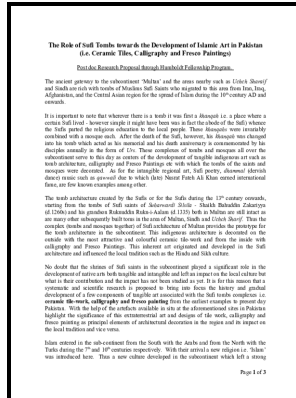 The Role of Sufi Tombs towards the Development of Islamic Art in Pakistan
(i.e. Ceramic Tiles, Calligraphy and Fresco Paintings)
Post doc Research Proposal through Humboldt Fellowship Program.
The ancient gateway to the subcontinent 'Multan' and the areas nearby such as Uchch Shareif
and Sindh are rich with tombs of Muslims Sufi Saints who migrated to this area from Iran, Iraq,
Afghanistan, and the Central Asian region for the spread of Islam during the 10th century AD and
onwards.
It is important to note that wherever there is a tomb it was first a khanqah i.e. a place where a
certain Sufi lived - however simple it might have been was in fact the abode of the Sufi) whence
the Sufis parted the religious education to the local people. These khanqahs were invariably
combined with a mosque each. After the death of the Sufi, however, his khanqah was changed
into his tomb which acted as his memorial and his death anniversary is commemorated by his
disciples annually in the form of Urs. These complexes of tombs and mosques all over the
subcontinent serve to this day as centers of the development of tangible indigenous art such as
tomb architecture, calligraphy and Fresco Paintings etc with which the tombs of the saints and
mosques were decorated. As for the intangible regional art, Sufi poetry, dhammal (dervish
dance) music such as qawwali due to which (late) Nusrat Fateh Ali Khan earned international
fame, are few known examples among other.
The tomb architecture created by the Sufis or for the Sufis during the 13th century onwards,
starting from the tombs of Sufi saints of Soharwardi Silsila - Shaikh Bahauddin Zakariyya
(d.1260s) and his grandson Rukunuddin Rukn-i-Aalam (d.1335) both in Multan are still intact as
are many other subsequently built tombs in the area of Multan, Sindh and Uchch Shareif. Thus the
complex (tombs and mosques together) of Sufi architecture of Multan provides the prototype for
the tomb architecture in the subcontinent. This indigenous architecture is decorated on the
outside with the most attractive and colourful ceramic tile-work and from the inside with
calligraphy and Fresco Paintings. This inherent art originated and developed in the Sufi
architecture and influenced the local tradition such as the Hindu and Sikh culture.
No doubt that the shrines of Sufi saints in the subcontinent played a significant role in the
development of native arts both tangible and intangible and left an impact on the local culture but
what is their contribution and the impact has not been studied as yet. It is for this reason that a
systematic and scientific research is proposed to bring into focus the history and gradual
development of a few components of tangible art associated with the Sufi tombs complexes i.e.
ceramic tile-work, calligraphy and fresco painting from the earliest examples to present day
Pakistan. With the help of the artefacts available in situ at the aforementioned sites in Pakistan
highlight the significance of this extraterrestrial art and designs of tile work, calligraphy and
fresco painting as principal elements of architectural decoration in the region and its impact on
the local tradition and vice versa.
Islam entered in the sub-continent from the South with the Arabs and from the North with the
Turks during the 7th and 10th centuries respectively. With their arrival a new religion i.e. 'Islam'
was introduced here. Thus a new culture developed in the subcontinent which left a strong
Page 1 of 3